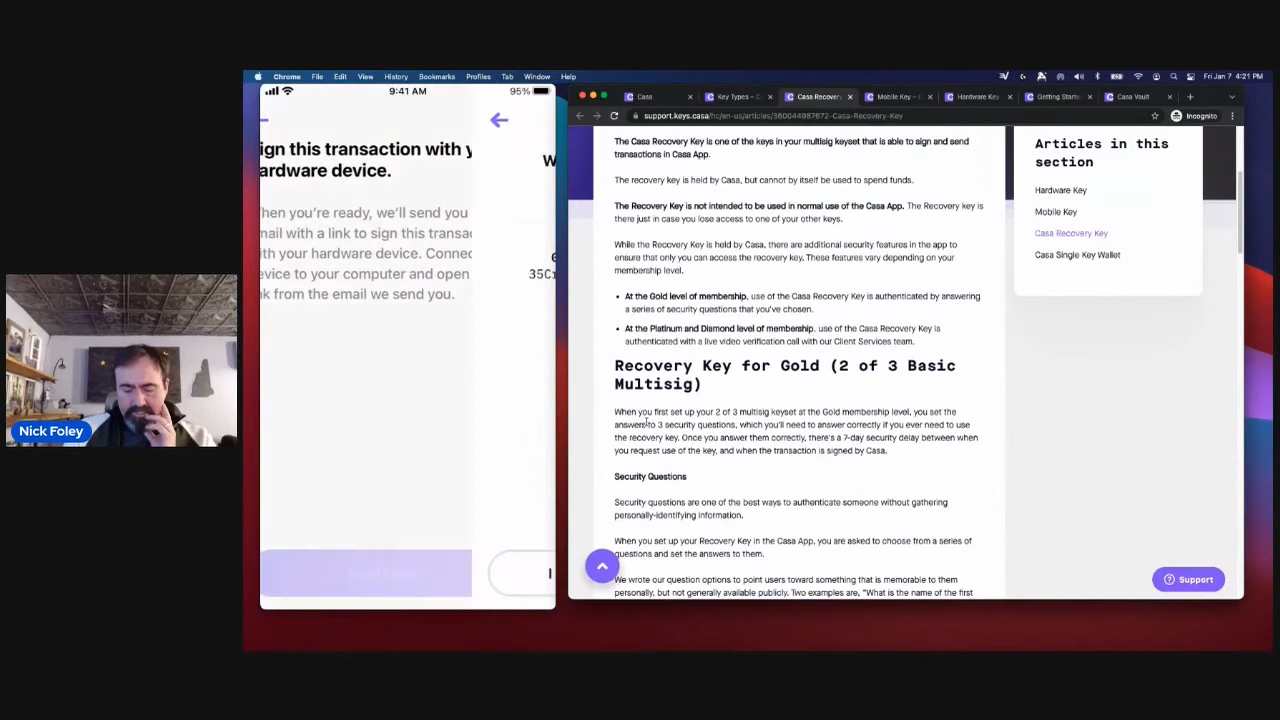 Chrome File Edit View History Bookmarks Profiles Tab Window Help
Fri Jan 7 4:21 PM
9:41 AM
95%
ign this transaction with y
ardware device.
hen you're ready, we'll send you
mail with a link to sign this transac
ith your hardware device. Connec
evice to your computer and open
nk from the email we send you.
W
35C
I
Casa
Key Types –
Casa Recovery
Mobile Key –
Hardware Key
Getting Starte
Casa Vault
support.keys.casa/hc/en-us/articles/360044987672-Casa-Recovery-Key
Incognito
The Casa Recovery Key is one of the keys in your multisig keyset that is able to sign and send
transactions in Casa App.
The recovery key is held by Casa, but cannot by itself be used to spend funds.
The Recovery Key is not intended to be used in normal use of the Casa App. The Recovery key is
there just in case you lose access to one of your other keys.
While the Recovery Key is held by Casa, there are additional security features in the app to
ensure that only you can access the recovery key. These features vary depending on your
membership level.
• At the Gold level of membership, use of the Casa Recovery Key is authenticated by answering
a series of security questions that you've chosen.
• At the Platinum and Diamond level of membership, use of the Casa Recovery Key is
authenticated with a live video verification call with our Client Services team.
Recovery Key for Gold (2 of 3 Basic
Multisig)
When you first set up your 2 of 3 multisig keyset at the Gold membership level, you set the
answers to 3 security questions, which you'll need to answer correctly if you ever need to use
the recovery key. Once you answer them correctly, there's a 7-day security delay between when
you request use of the key, and when the transaction is signed by Casa.
Security Questions
Security questions are one of the best ways to authenticate someone without gathering
personally-identifying information.
When you set up your Recovery Key in the Casa App, you are asked to choose from a series of
questions and set the answers to them.
We wrote our question options to point users toward something that is memorable to them
personally, but not generally available publicly. Two examples are, "What is the name of the first
Articles in this
section
Hardware Key
Mobile Key
Casa Recovery Key
Casa Single Key Wallet
Support
Nick Foley